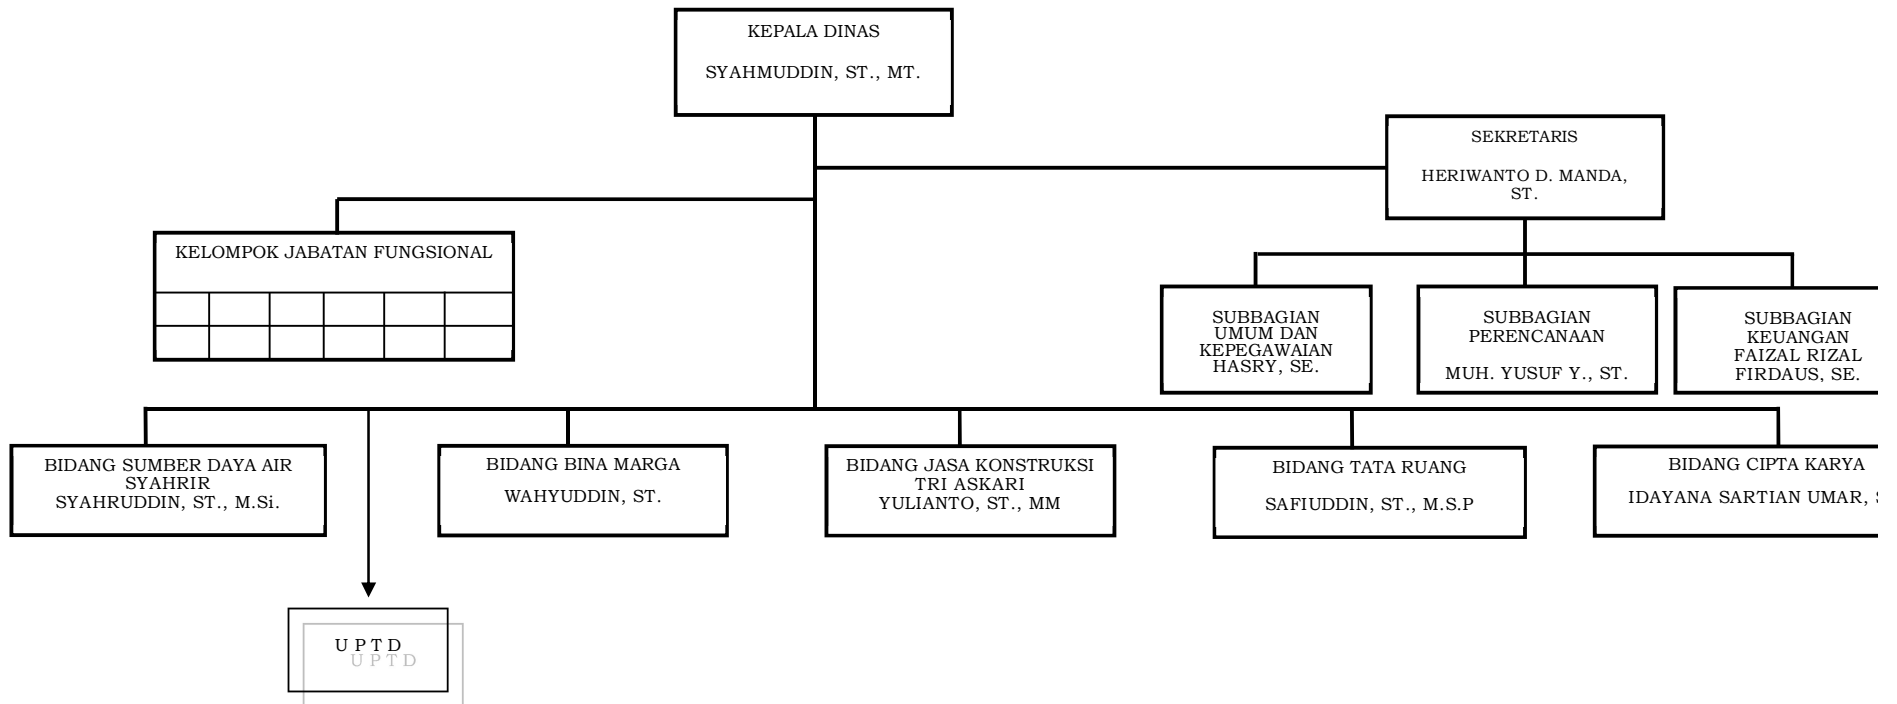 KEPALA DINAS
SYAHMUDDIN, ST., MT.
SEKRETARIS
HERIWANTO D. MANDA,
ST.
KELOMPOK JABATAN FUNGSIONAL
SUBBAGIAN
UMUM DAN
KEPEGAWAIAN
HASRY, SE.
SUBBAGIAN
PERENCANAAN
MUH. YUSUF Y., ST.
SUBBAGIAN
KEUANGAN
FAIZAL RIZAL
FIRDAUS, SE.
BIDANG SUMBER DAYA AIR
SYAHRIR
SYAHRUDDIN, ST., M.Si.
BIDANG BINA MARGA
WAHYUDDIN, ST.
BIDANG JASA KONSTRUKSI
TRI ASKARI
YULIANTO, ST., MM
BIDANG TATA RUANG
SAFIUDDIN, ST., M.S.P
BIDANG CIPTA KARYA
IDAYANA SARTIAN UMAR,
U P T D
U P T D